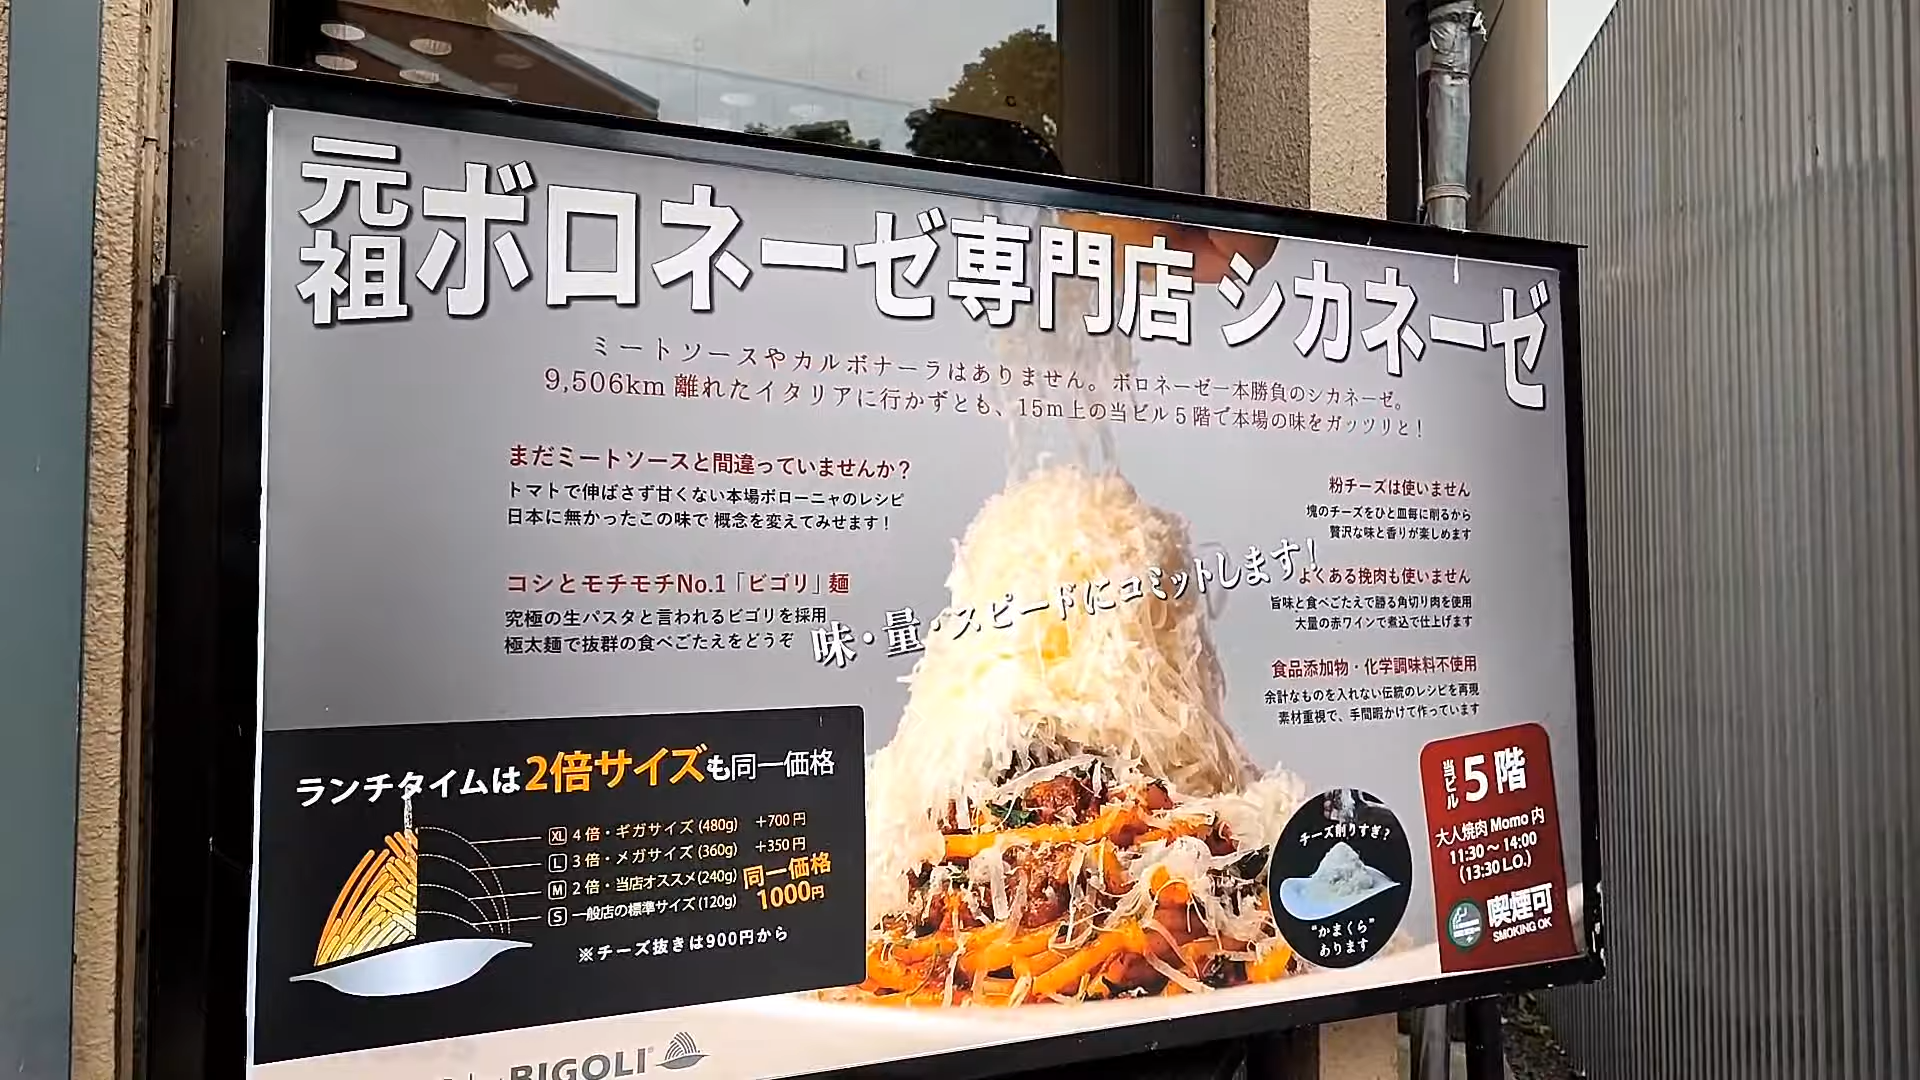 元祖ボロネーゼ専門店 シカネーゼ
ミートソースやカルボナーラはありません。ボロネーゼ一本勝負のシカネーゼ。
9,506km 離れたイタリアに行かずとも、15m上の当ビル5階で本場の味をガッツリと！
まだミートソースと間違っていませんか？
トマトで伸ばさず甘くない本場ボローニャのレシピ
日本に無かったこの味で 概念を変えてみせます！
コシとモチモチNo.1「ビゴリ」麺
究極の生パスタと言われるビゴリを採用
極太麺で抜群の食べごたえをどうぞ
味・量・スピードにコミットします！
粉チーズは使いません
塊のチーズをひと皿毎に削るから
贅沢な味と香りが楽しめます
よくある挽肉も使いません
旨味と食べごたえで勝る角切り肉を使用
大量の赤ワインで煮込で仕上げます
食品添加物・化学調味料不使用
余計なものを入れない伝統のレシピを再現
素材重視で、手間暇かけて作っています
ランチタイムは2倍サイズも同一価格
XL 4倍・ギガサイズ (480g) +700円
L 3倍・メガサイズ (360g) +350円
M 2倍・当店オススメ(240g) 同一価格
S 一般店の標準サイズ (120g) 1000円
※チーズ抜きは900円から
チーズ削りすぎ？
"かまくら"
あります
当ビル5階
大人焼肉 Momo 内
11:30〜14:00
(13:30 L.O.)
喫煙可
SMOKING OK
BIGOLI